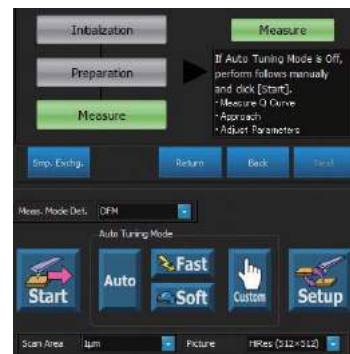 Initialzation
Measure
Preparation
Measure
If Auto Tuning Mode is Off,
perform follows manually
and click [Start].
・Measure Q Curve
・Approach
・Adjust Parameters
Smp. Exchg.
Return
Back
Next
Meas. Mode Det.
DFM
Auto Tuning Mode
Start
Auto
Fast
Soft
Custom
Setup
Scan Area
1µm
Picture
HiRes (512×512)